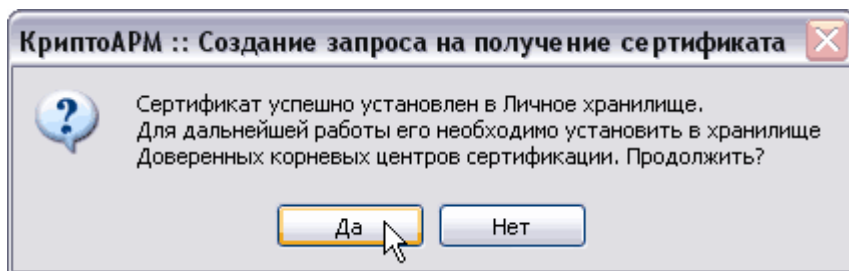 КриптоАРМ :: Создание запроса на получение сертификата
Сертификат успешно установлен в Личное хранилище.
Для дальнейшей работы его необходимо установить в хранилище
Доверенных корневых центров сертификации. Продолжить?
Да Нет